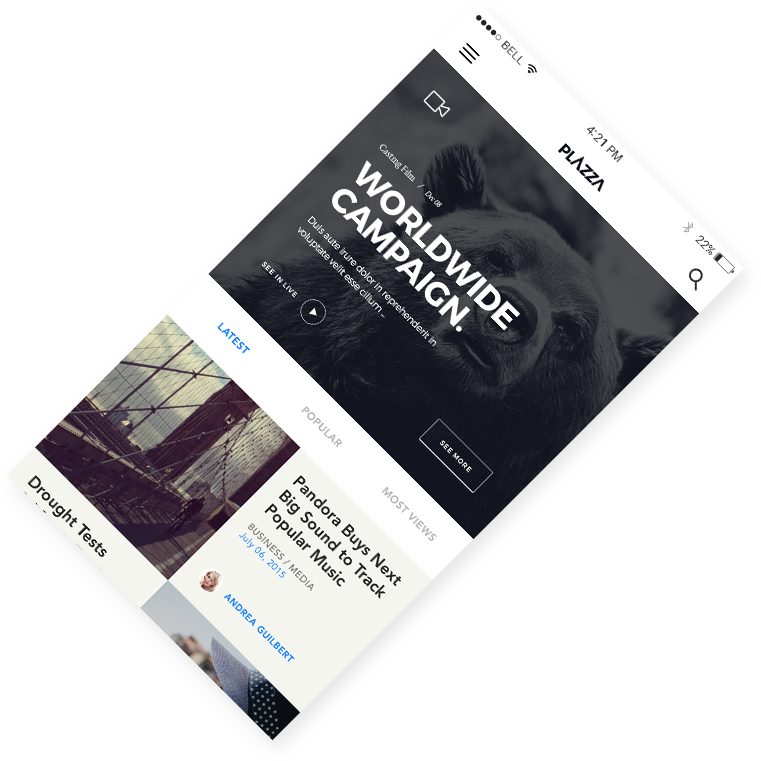 BELL
4:21 PM
22%
PLAZZA
Casting Film / Dec 08
WORLDWIDE
CAMPAIGN.
Duis aute irure dolor in reprehenderit in
voluptate velit esse cillum _
SEE IN LIVE
SEE MORE
LATEST
POPULAR
MOST VIEWS
Drought Tests
Pandora Buys Next
Big Sound to Track
Popular Music
BUSINESS / MEDIA
July 06, 2015
ANDREA GUILBERT